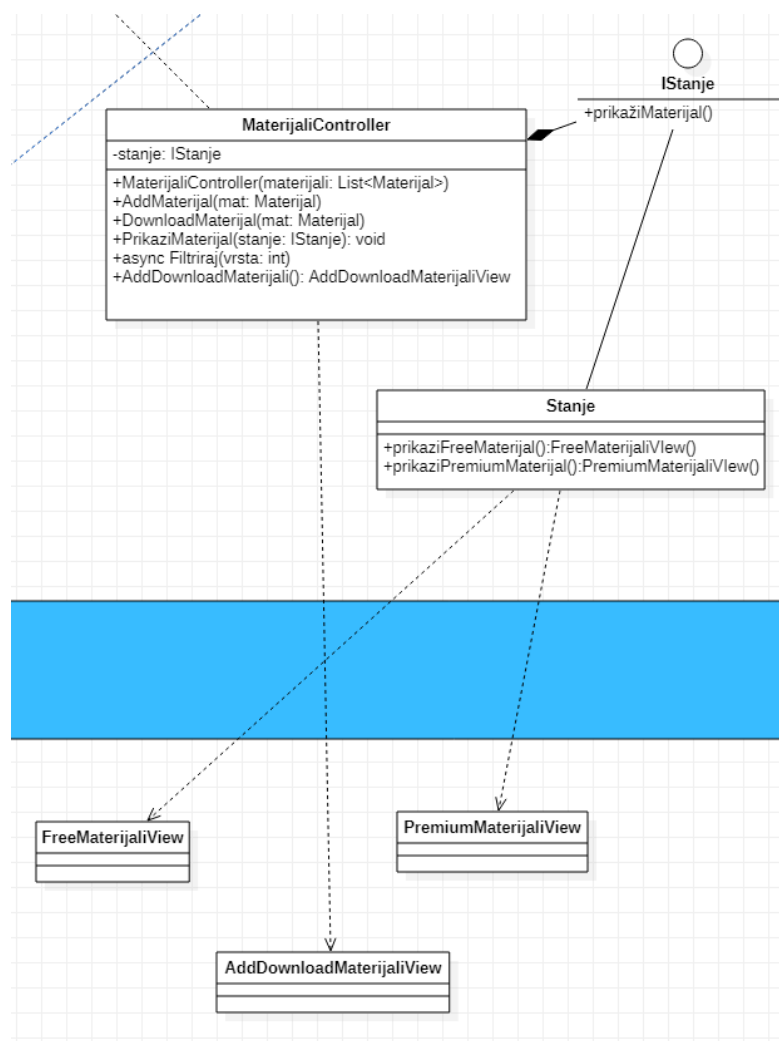 IStanje
+prikažiMaterijal()
MaterijaliController
-stanje: IStanje
+MaterijaliController(materijali: List<Materijal>)
+AddMaterijal(mat: Materijal)
+DownloadMaterijal(mat: Materijal)
+PrikaziMaterijal(stanje: IStanje): void
+async Filtriraj(vrsta: int)
+AddDownloadMaterijali(): AddDownloadMaterijaliView
Stanje
+prikaziFreeMaterijal():FreeMaterijaliVIew()
+prikaziPremiumMaterijal():PremiumMaterijaliVIew()
FreeMaterijaliView
PremiumMaterijaliView
AddDownloadMaterijaliView